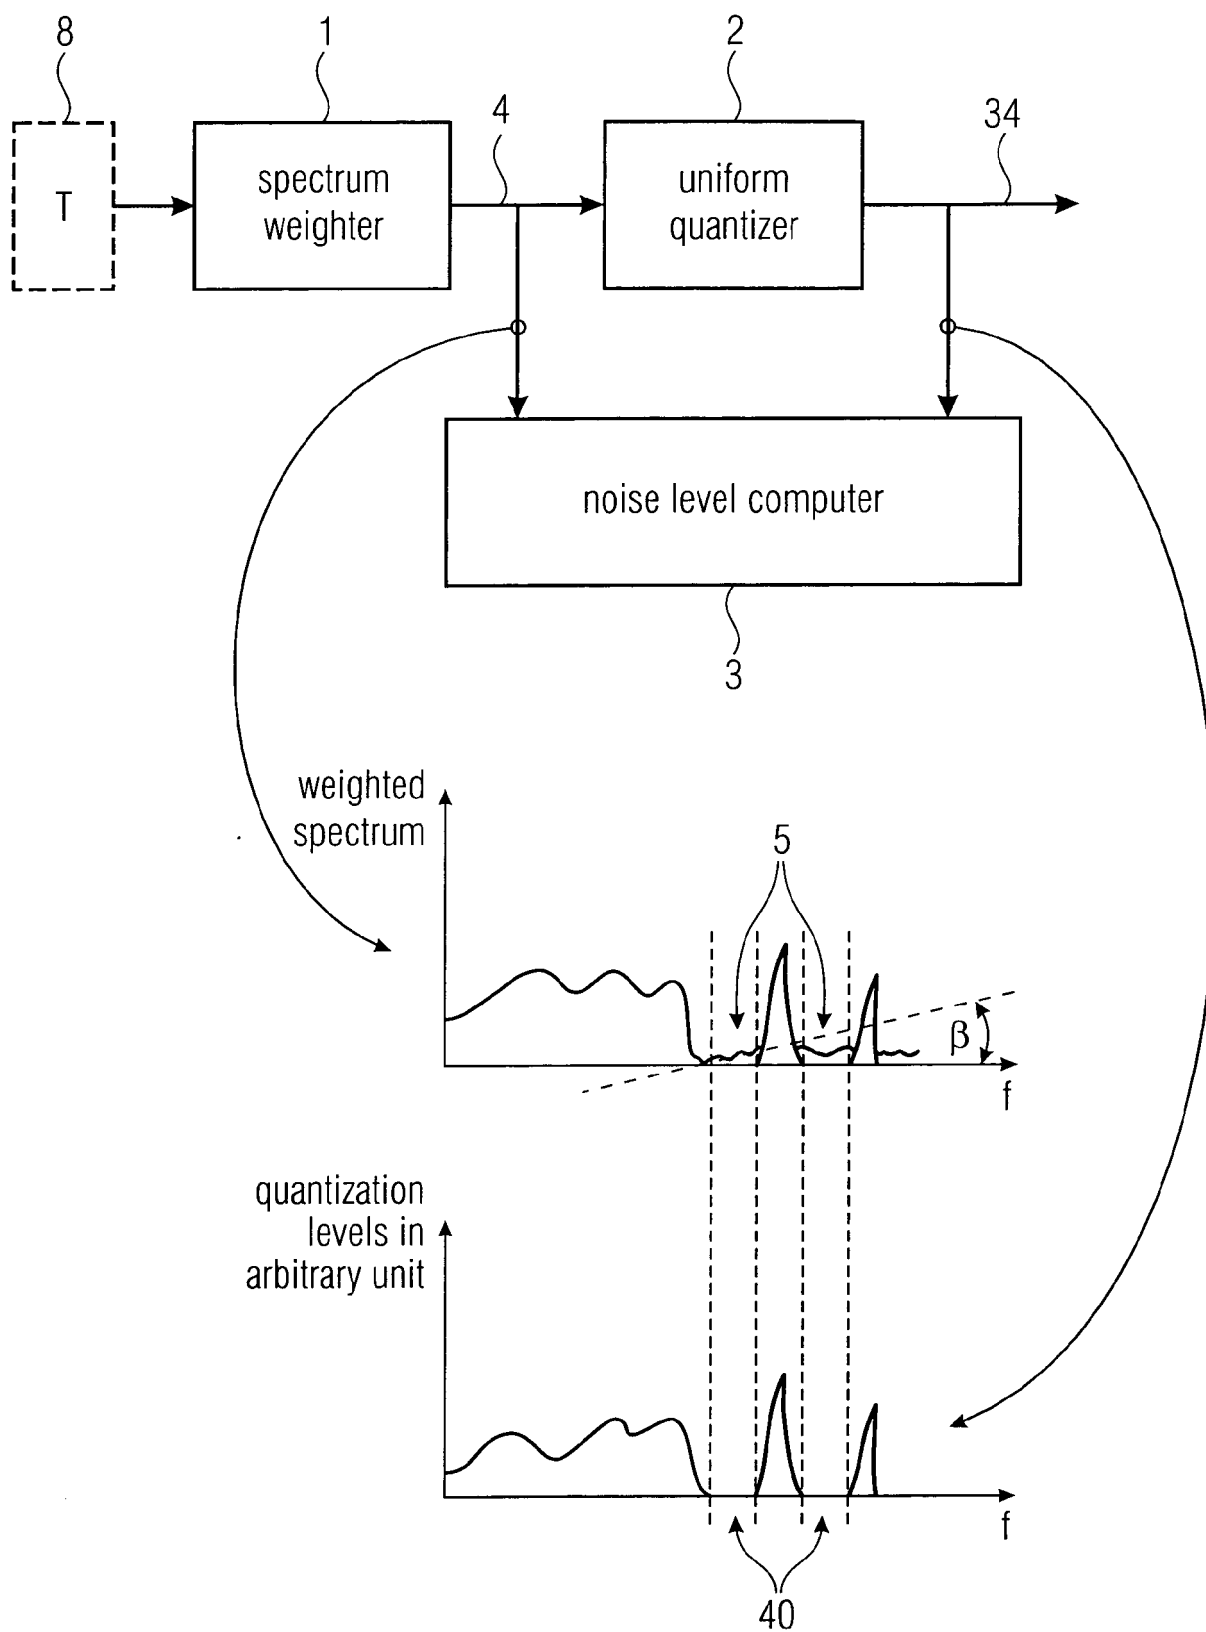 8
1
2
4
34
T
spectrum
weighter
uniform
quantizer
noise level computer
3
weighted
spectrum
5
β
f
quantization
levels in
arbitrary unit
f
40